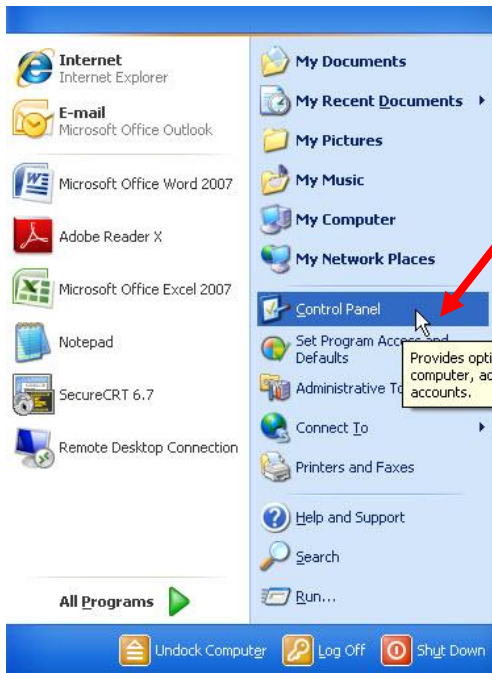 Internet
Internet Explorer
E-mail
Microsoft Office Outlook
Microsoft Office Word 2007
Adobe Reader X
Microsoft Office Excel 2007
Notepad
SecureCRT 6.7
Remote Desktop Connection
All Programs
My Documents
My Recent Documents
My Pictures
My Music
My Computer
My Network Places
Control Panel
Set Program Access and
Defaults
Provides opti
computer, ad
accounts.
Administrative To
Connect To
Printers and Faxes
Help and Support
Search
Run...
Undock Computer
Log Off
Shut Down